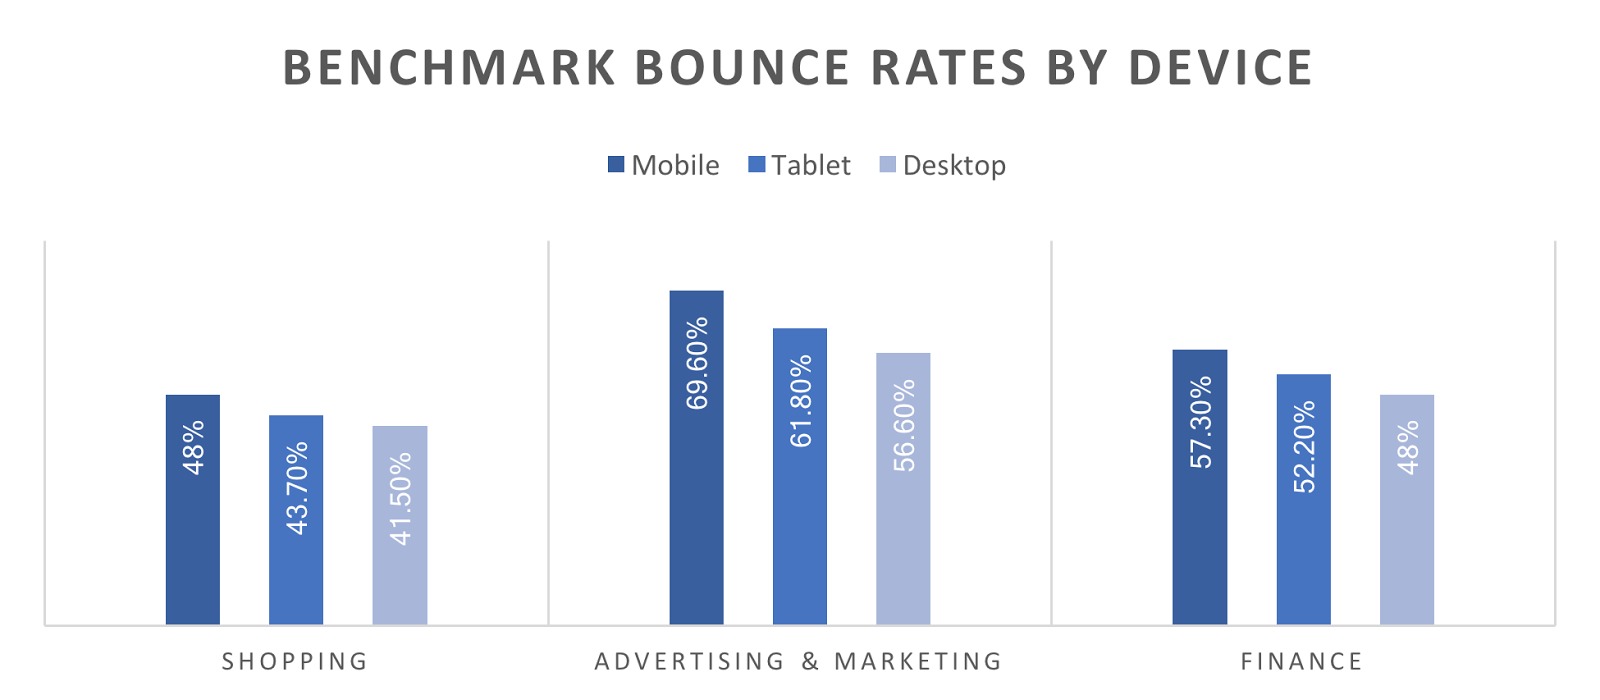 BENCHMARK BOUNCE RATES BY DEVICE
Mobile Tablet Desktop
48%
43.70%
41.50%
69.60%
61.80%
56.60%
57.30%
52.20%
48%
SHOPPING
ADVERTISING & MARKETING
FINANCE